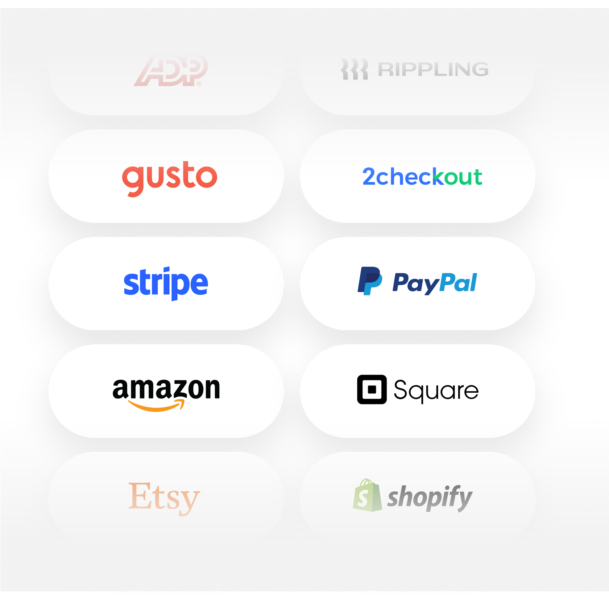 ADP
RIPPLING
gusto
2checkout
stripe
PayPal
amazon
Square
Etsy
shopify